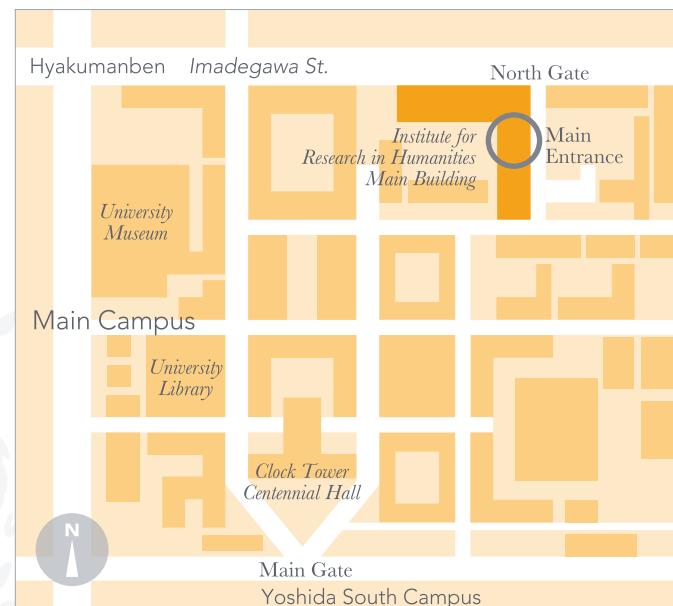 Hyakumanben
Imadegawa St.
North Gate
Institute for
Research in Humanities
Main Building
Main
Entrance
University
Museum
Main Campus
University
Library
Clock Tower
Centennial Hall
N
Main Gate
Yoshida South Campus